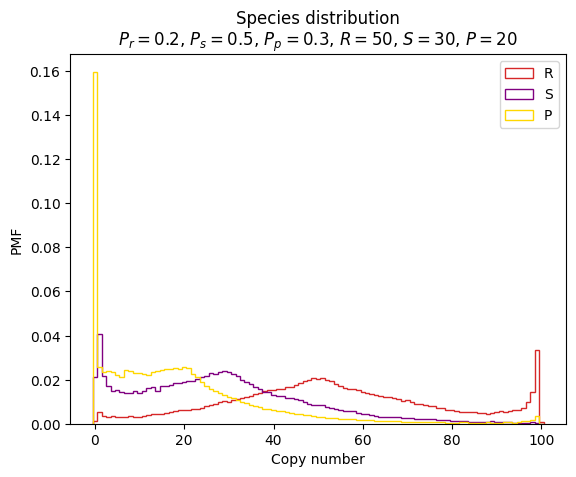 Species distribution
$P_r = 0.2$, $P_s = 0.5$, $P_p = 0.3$, $R = 50$, $S = 30$, $P = 20$
R
S
P
0.16
0.14
0.12
0.10
0.08
0.06
0.04
0.02
0.00
PMF
0 20 40 60 80 100
Copy number